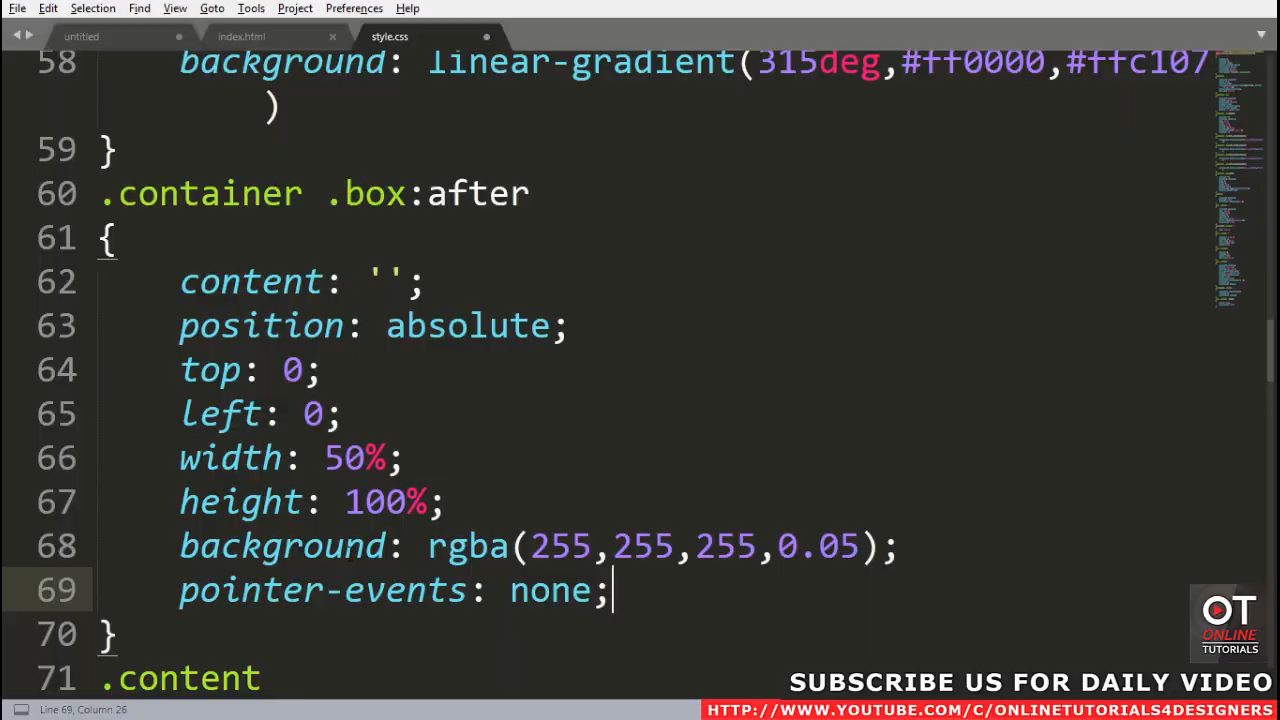 File Edit Selection Find View Goto Tools Project Preferences Help
untitled index.html style.css
58 background: linear-gradient(315deg,#ff0000,#ffc107
)
59 }
60 .container .box:after
61 {
62 content: '';
63 position: absolute;
64 top: 0;
65 left: 0;
66 width: 50%;
67 height: 100%;
68 background: rgba(255,255,255,0.05);
69 pointer-events: none;
70 }
71 .content
OT
ONLINE
TUTORIALS
SUBSCRIBE US FOR DAILY VIDEO
Line 69, Column 26
HTTP://WWW.YOUTUBE.COM/C/ONLINETUTORIALS4DESIGNERS